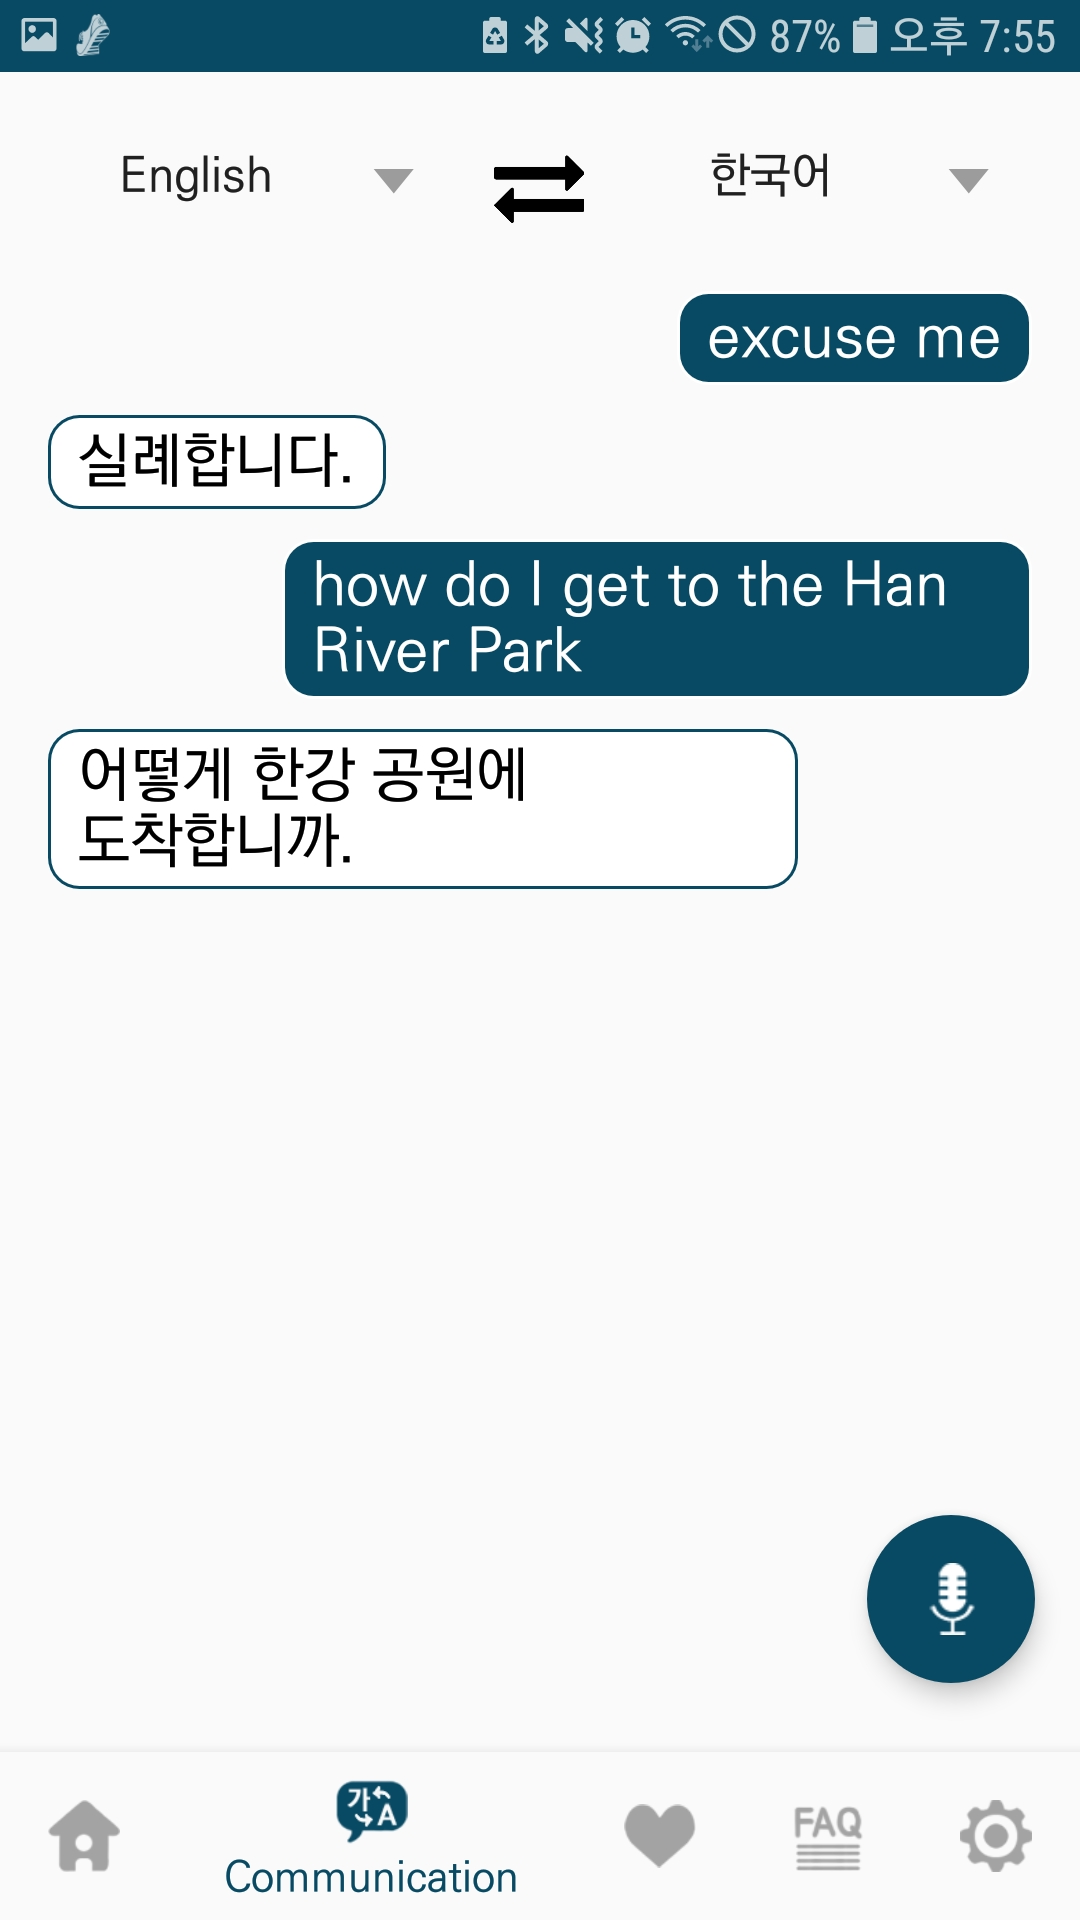 87% 오후 7:55
English 한국어
excuse me
실례합니다.
how do I get to the Han
River Park
어떻게 한강 공원에
도착합니까.
가 A
FAQ
Communication